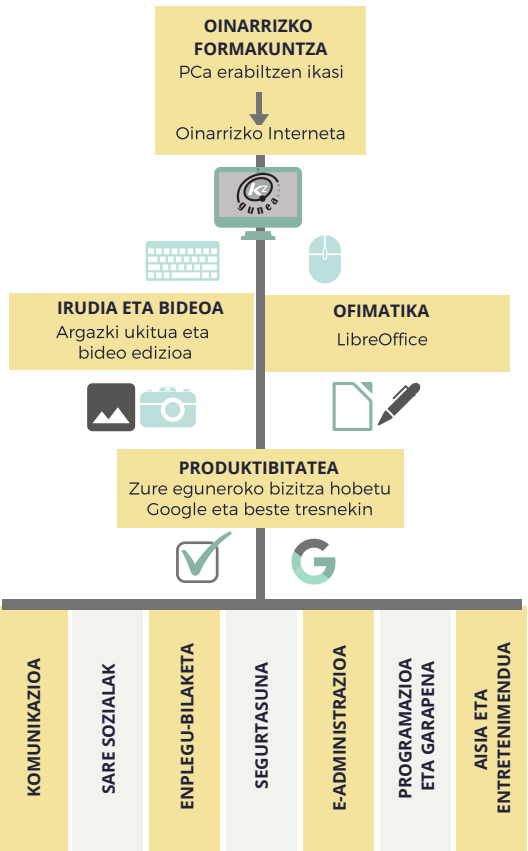 OINARRIZKO
FORMAKUNTZA
PCa erabiltzen ikasi
Oinarrizko Interneta
kz
gunea
IRUDIA ETA BIDEOA
Argazki ukitua eta
bideo edizioa
OFIMATIKA
LibreOffice
PRODUKTIBITATEA
Zure eguneroko bizitza hobetu
Google eta beste tresnekin
G
KOMUNIKAZIOA
SARE SOZIALAK
ENPLEGU-BILAKETA
SEGURTASUNA
E-ADMINISTRAZIOA
PROGRAMAZIOA
ETA GARAPENA
AISIA ETA
ENTRETENIMENDUA